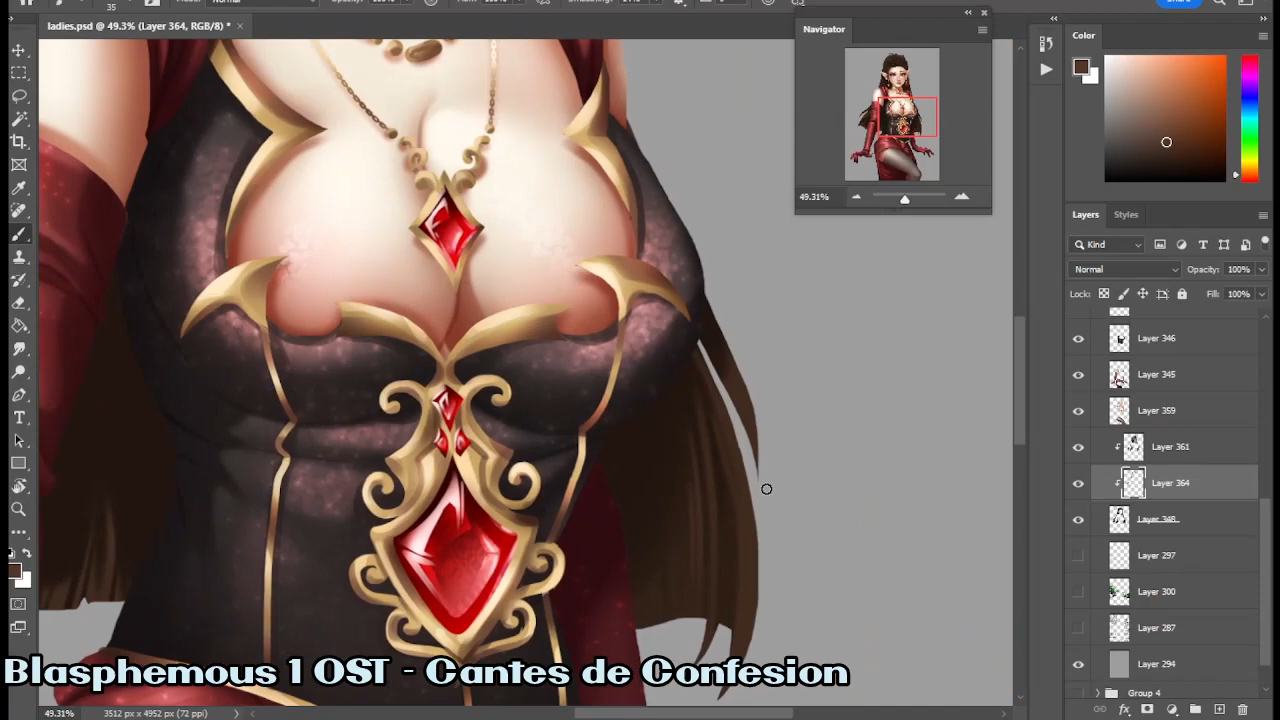 Share
ladies.psd @ 49.3% (Layer 364, RGB/8) * ×
35
Navigator
49.31%
Color
Layers Styles
Kind
Normal Opacity: 100%
Lock: Fill: 100%
Layer 346
Layer 345
Layer 359
Layer 361
Layer 364
Layer 348
Layer 297
Layer 300
Layer 287
Layer 294
Group 4
Blasphemous 1 OST - Cantes de Confesion
49.31% 3512 px x 4952 px (72 ppi)